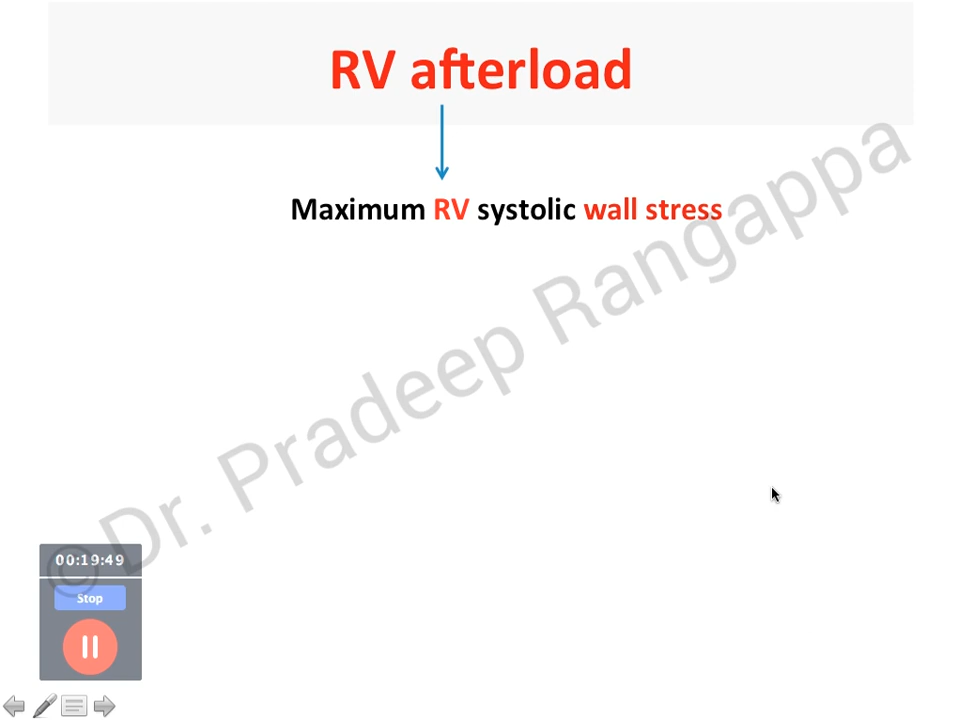 RV afterload
Maximum RV systolic wall stress
© Dr. Pradeep Rangappa
00:19:49
Stop